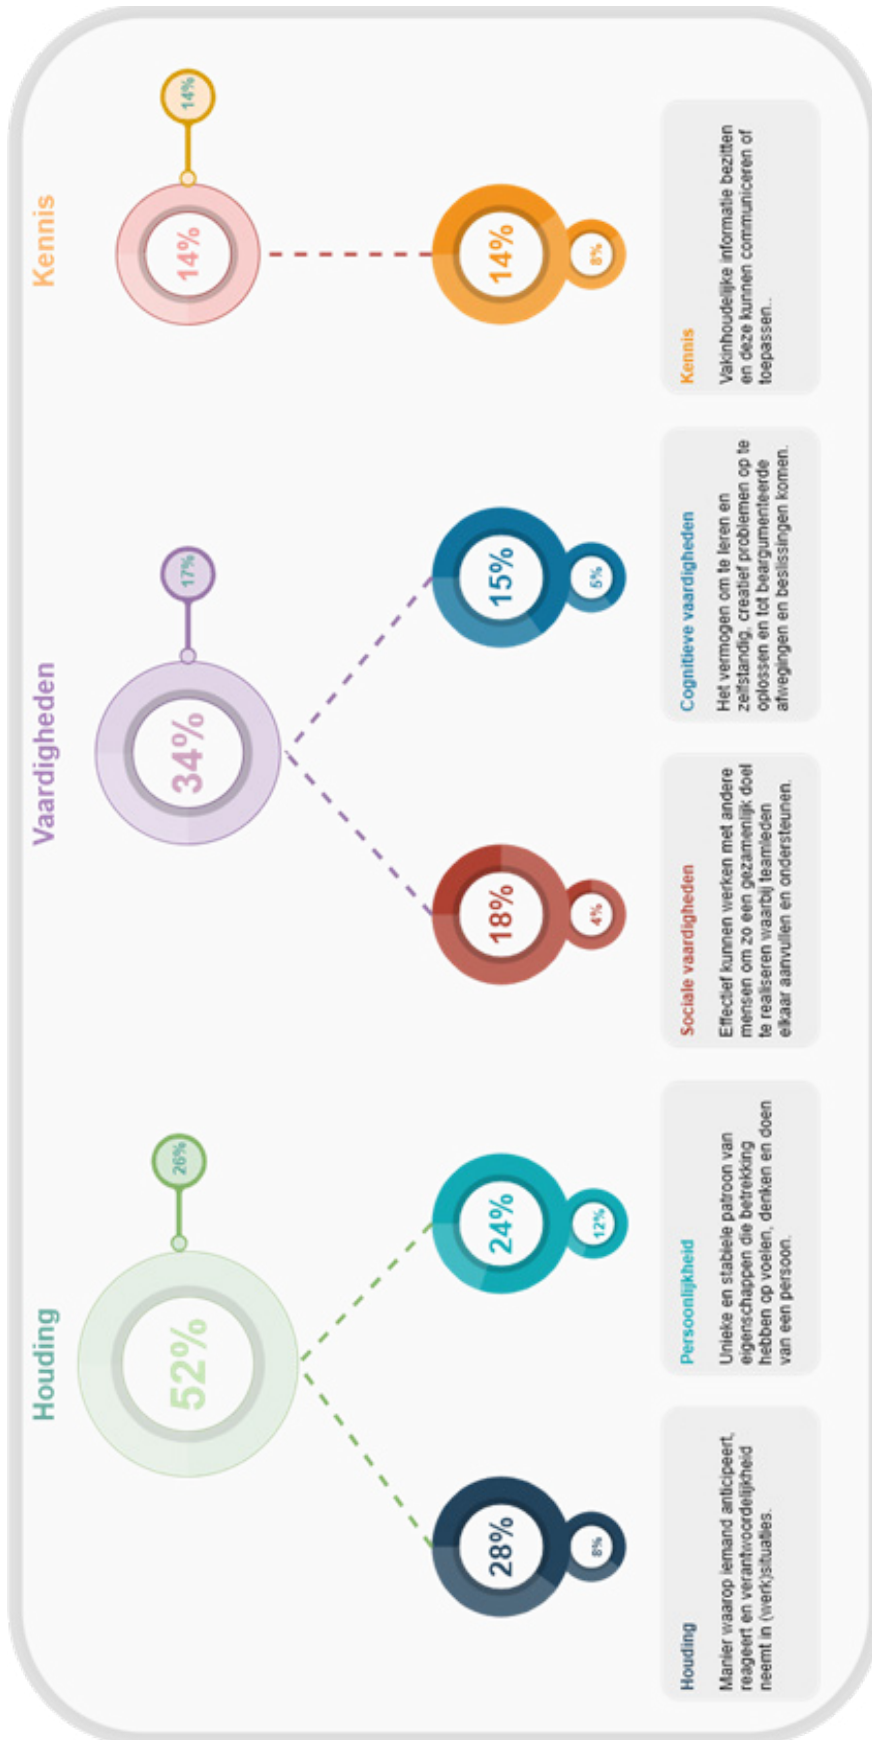 Houding
Vaardigheden
Kennis
52%
26%
34%
17%
14%
14%
28%
8%
24%
12%
18%
4%
15%
6%
14%
8%
Houding
Manier waarop iemand anticipeert,
reageert en verantwoordelijkheid
neemt in (werk)situaties.
Persoonlijkheid
Unieke en stabiele patroon van
eigenschappen die betrekking
hebben op voelen, denken en doen
van een persoon.
Sociale vaardigheden
Effectief kunnen werken met andere
mensen om zo een gezamenlijk doel
te realiseren waarbij teamleden
elkaar aanvullen en ondersteunen.
Cognitieve vaardigheden
Het vermogen om te leren en
zelfstandig, creatief problemen op te
oplossen en tot beargumenteerde
afwegingen en beslissingen komen.
Kennis
Vakinhoudelijke informatie bezitten
en deze kunnen communiceren of
toepassen..